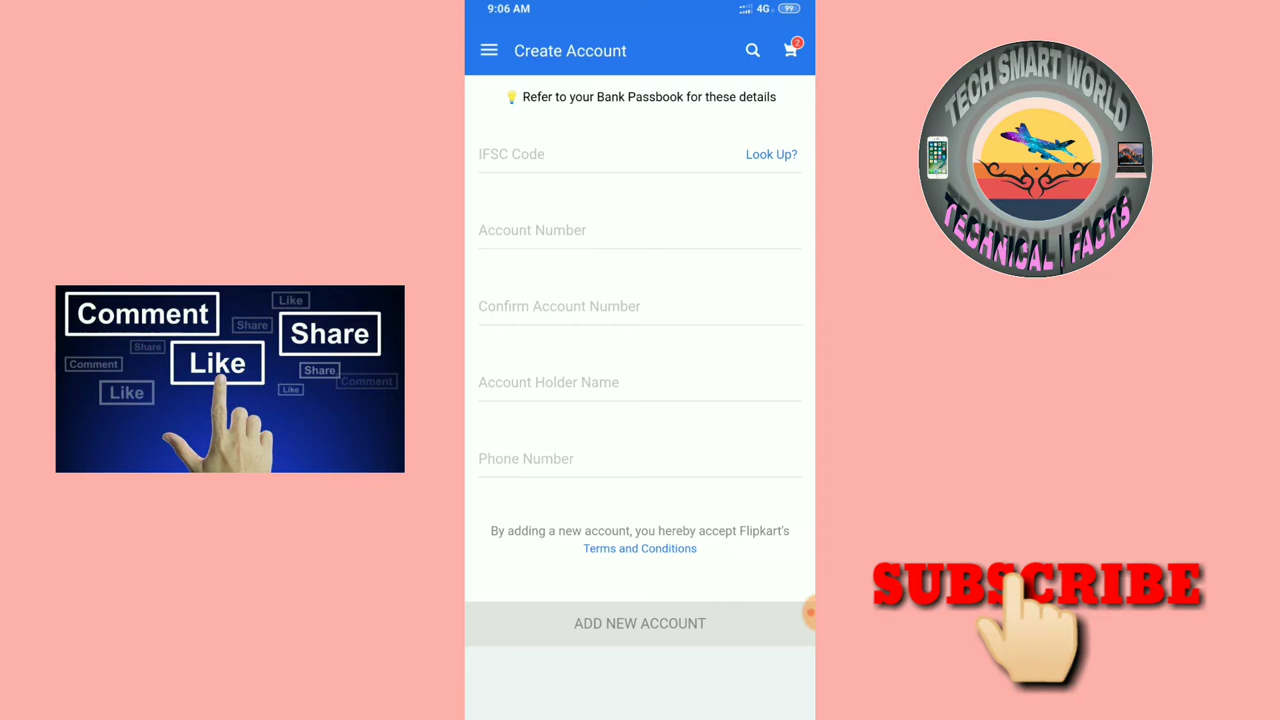 9:06 AM
4G
99
Create Account
2
💡 Refer to your Bank Passbook for these details
IFSC Code
Look Up?
Account Number
Confirm Account Number
Account Holder Name
Phone Number
By adding a new account, you hereby accept Flipkart's
Terms and Conditions
ADD NEW ACCOUNT
Comment
Like
Share
Share
Share
Like
Comment
Share
Comment
Like
Like
TECH SMART WORLD
TECHNICAL | FACTS
SUBSCRIBE